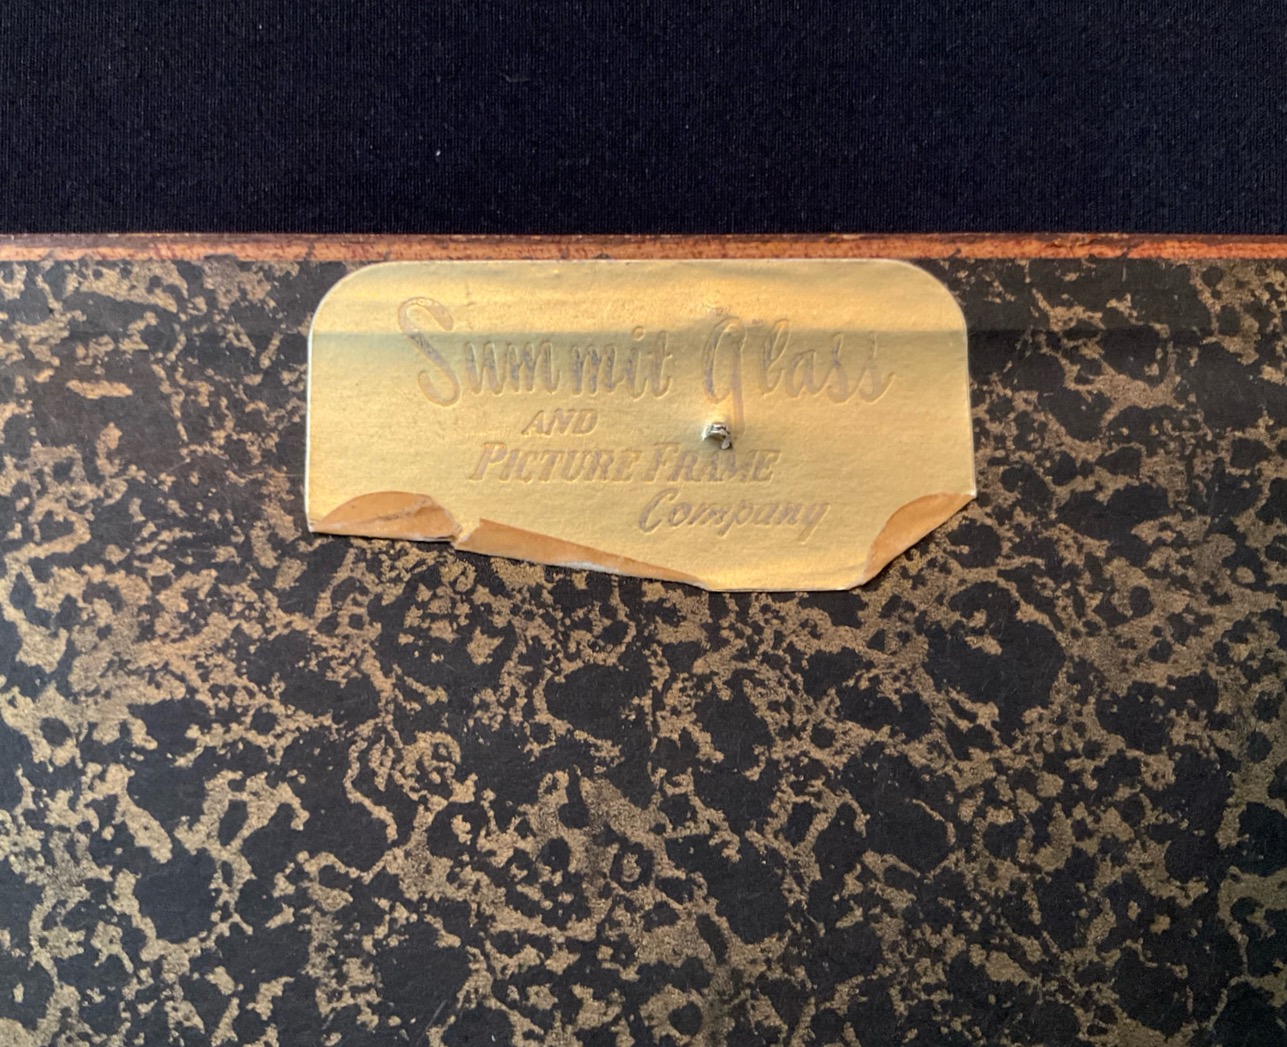 Summit Glass
AND
PICTURE FRAME
Company